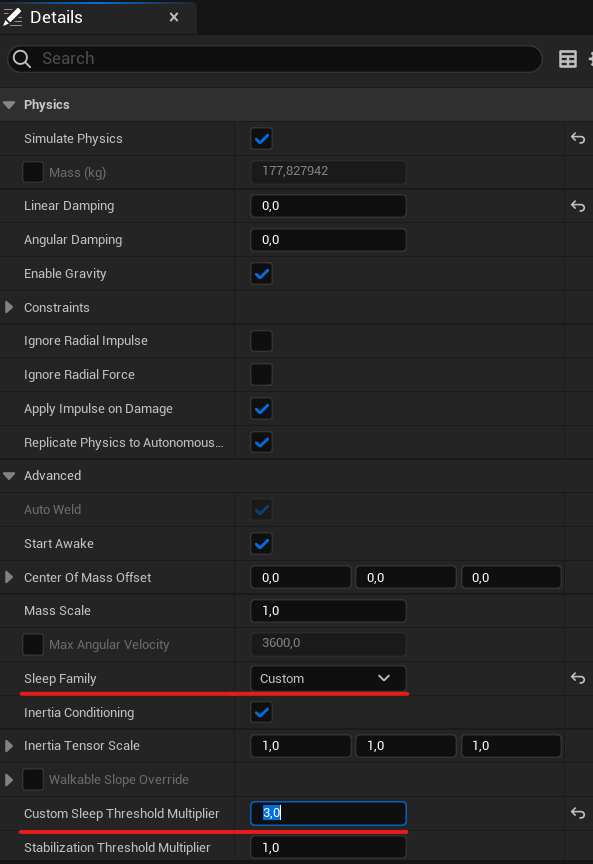 Details
Search
Physics
Simulate Physics
Mass (kg) 177,827942
Linear Damping 0,0
Angular Damping 0,0
Enable Gravity
Constraints
Ignore Radial Impulse
Ignore Radial Force
Apply Impulse on Damage
Replicate Physics to Autonomous...
Advanced
Auto Weld
Start Awake
Center Of Mass Offset 0,0 0,0 0,0
Mass Scale 1,0
Max Angular Velocity 3600,0
Sleep Family Custom
Inertia Conditioning
Inertia Tensor Scale 1,0 1,0 1,0
Walkable Slope Override
Custom Sleep Threshold Multiplier 3,0
Stabilization Threshold Multiplier 1,0